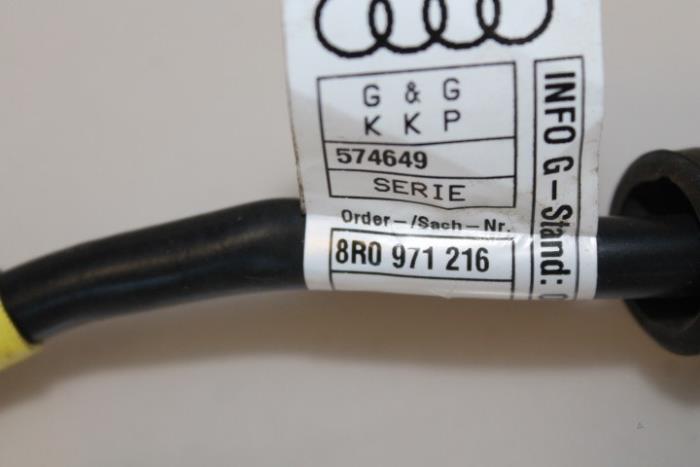 G & G
K K P
574649
SERIE
Order-/Sach-Nr.
8R0 971 216
INFO G-Stand: